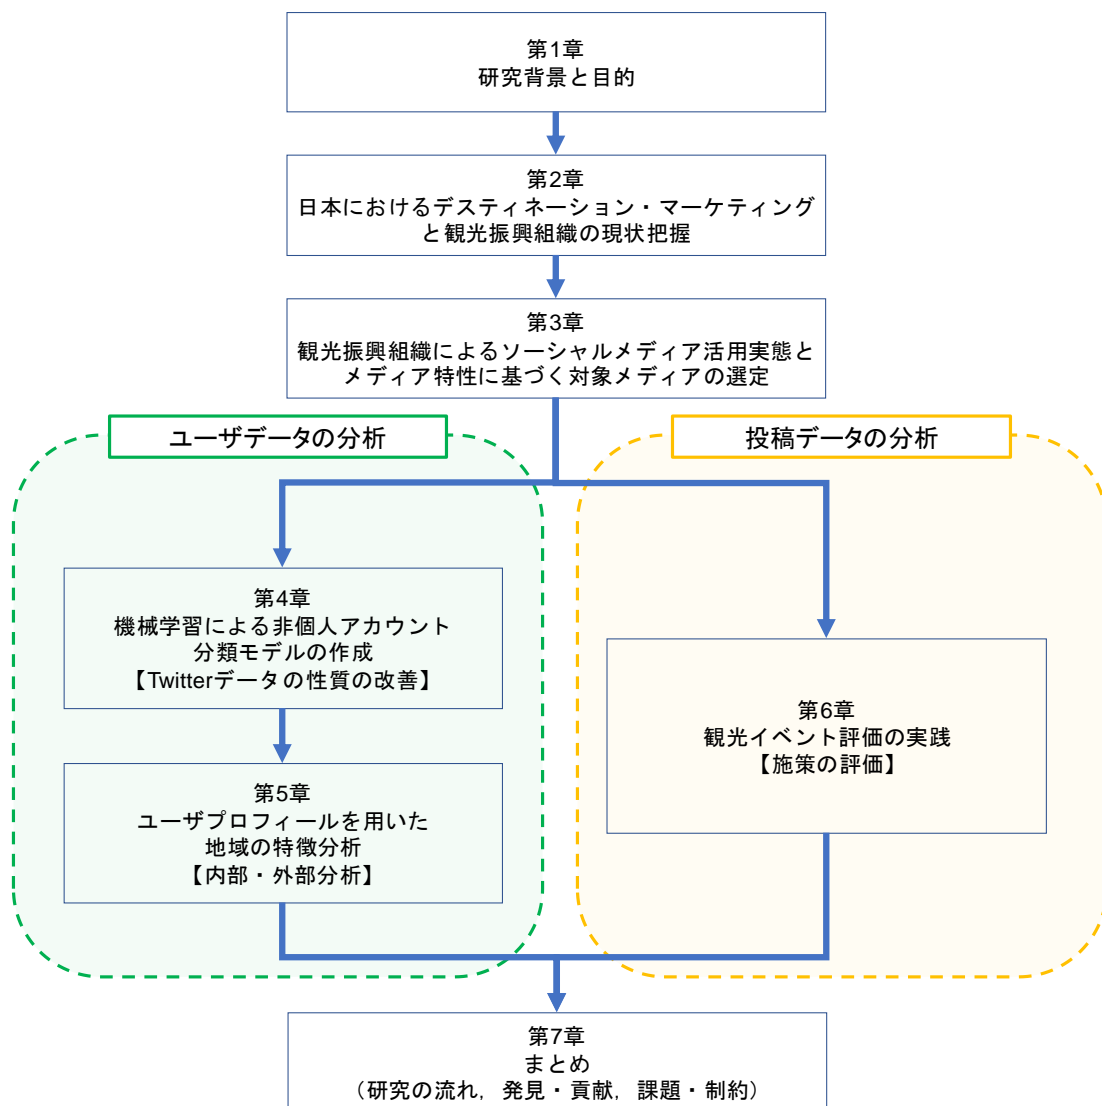 第1章
研究背景と目的
第2章
日本におけるデスティネーション・マーケティング
と観光振興組織の現状把握
第3章
観光振興組織によるソーシャルメディア活用実態と
メディア特性に基づく対象メディアの選定
ユーザデータの分析
第4章
機械学習による非個人アカウント
分類モデルの作成
【Twitterデータの性質の改善】
第5章
ユーザプロフィールを用いた
地域の特徴分析
【内部・外部分析】
投稿データの分析
第6章
観光イベント評価の実践
【施策の評価】
第7章
まとめ
（研究の流れ，発見・貢献，課題・制約）